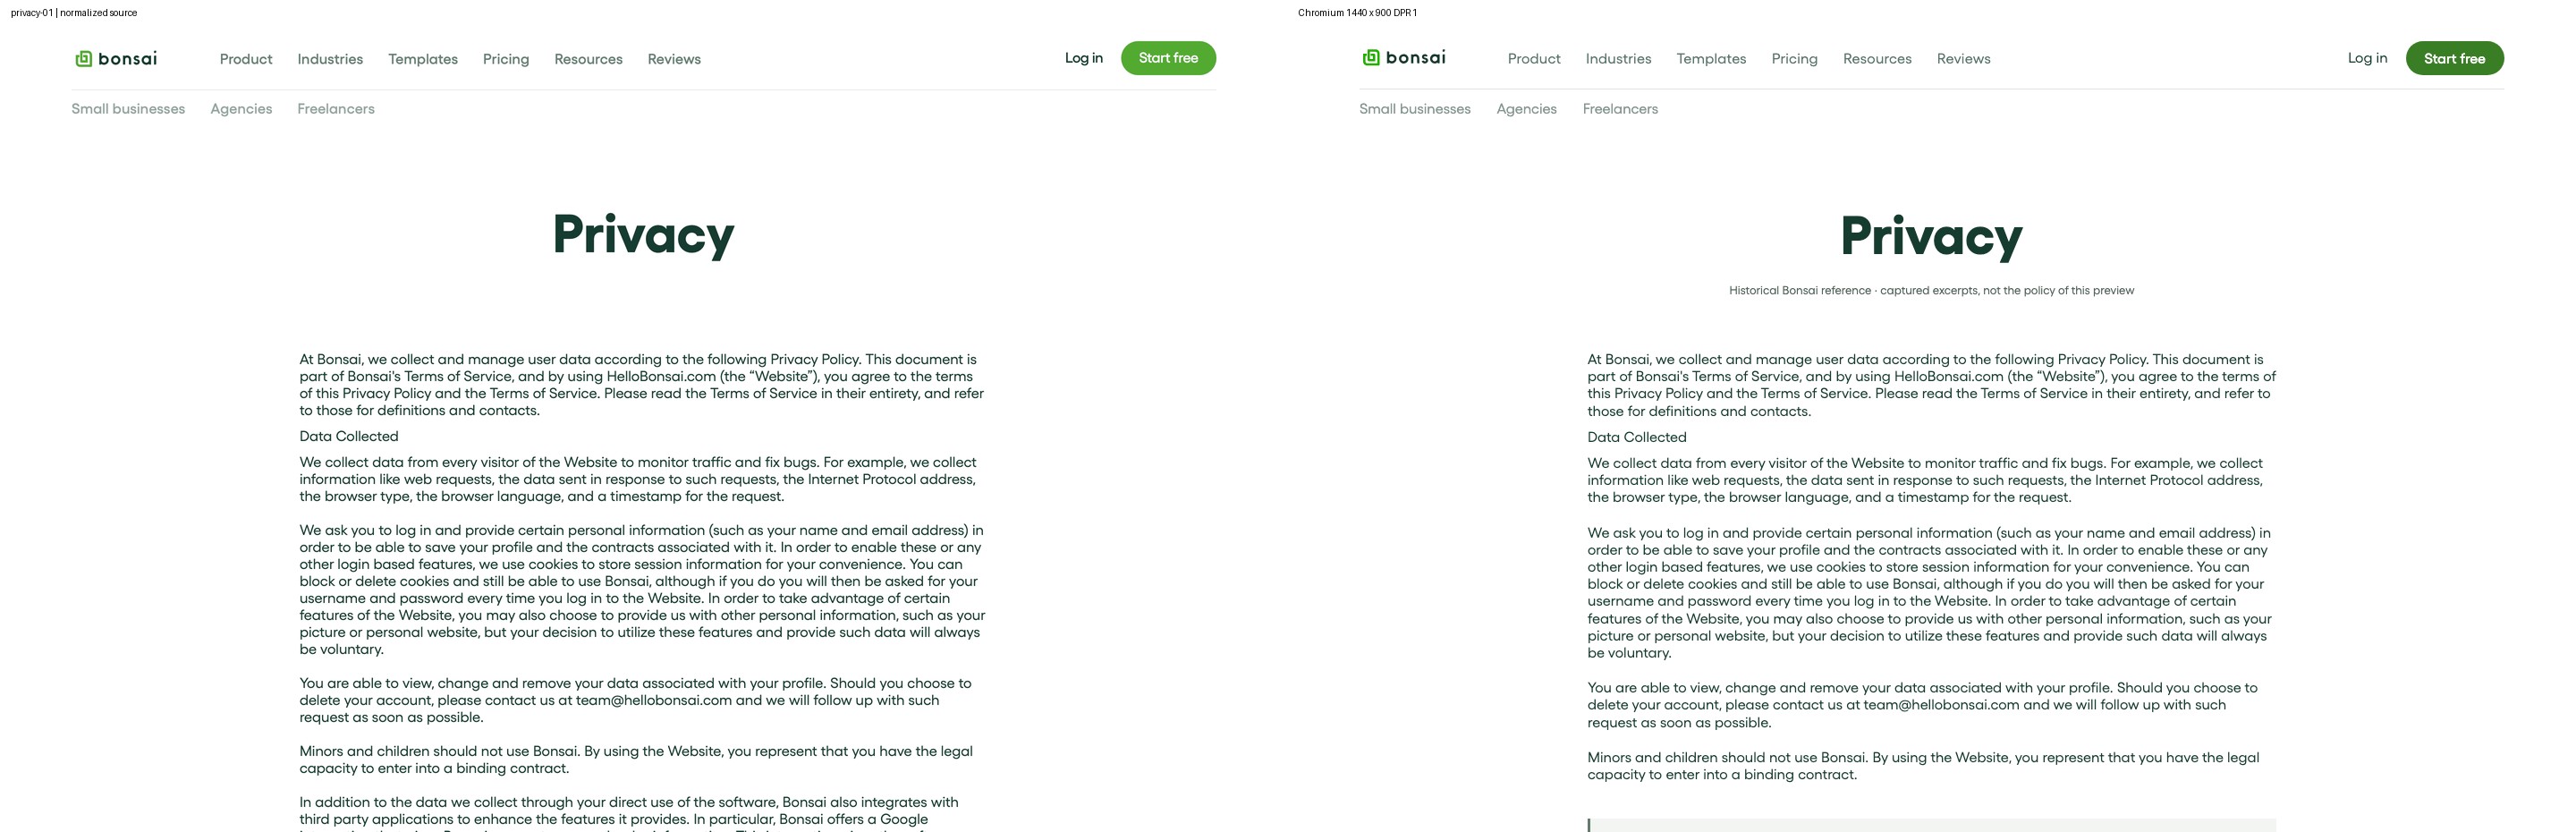 privacy-01 | normalized source
bonsai
Product Industries Templates Pricing Resources Reviews
Log in Start free
Small businesses Agencies Freelancers
Privacy
At Bonsai, we collect and manage user data according to the following Privacy Policy. This document is
part of Bonsai's Terms of Service, and by using HelloBonsai.com (the “Website”), you agree to the terms
of this Privacy Policy and the Terms of Service. Please read the Terms of Service in their entirety, and refer
to those for definitions and contacts.
Data Collected
We collect data from every visitor of the Website to monitor traffic and fix bugs. For example, we collect
information like web requests, the data sent in response to such requests, the Internet Protocol address,
the browser type, the browser language, and a timestamp for the request.
We ask you to log in and provide certain personal information (such as your name and email address) in
order to be able to save your profile and the contracts associated with it. In order to enable these or any
other login based features, we use cookies to store session information for your convenience. You can
block or delete cookies and still be able to use Bonsai, although if you do you will then be asked for your
username and password every time you log in to the Website. In order to take advantage of certain
features of the Website, you may also choose to provide us with other personal information, such as your
picture or personal website, but your decision to utilize these features and provide such data will always
be voluntary.
You are able to view, change and remove your data associated with your profile. Should you choose to
delete your account, please contact us at team@hellobonsai.com and we will follow up with such
request as soon as possible.
Minors and children should not use Bonsai. By using the Website, you represent that you have the legal
capacity to enter into a binding contract.
In addition to the data we collect through your direct use of the software, Bonsai also integrates with
third party applications to enhance the features it provides. In particular, Bonsai offers a Google
Chromium 1440 x 900 DPR 1
bonsai
Product Industries Templates Pricing Resources Reviews
Log in Start free
Small businesses Agencies Freelancers
Privacy
Historical Bonsai reference · captured excerpts, not the policy of this preview
At Bonsai, we collect and manage user data according to the following Privacy Policy. This document is
part of Bonsai's Terms of Service, and by using HelloBonsai.com (the “Website”), you agree to the terms of
this Privacy Policy and the Terms of Service. Please read the Terms of Service in their entirety, and refer to
those for definitions and contacts.
Data Collected
We collect data from every visitor of the Website to monitor traffic and fix bugs. For example, we collect
information like web requests, the data sent in response to such requests, the Internet Protocol address,
the browser type, the browser language, and a timestamp for the request.
We ask you to log in and provide certain personal information (such as your name and email address) in
order to be able to save your profile and the contracts associated with it. In order to enable these or any
other login based features, we use cookies to store session information for your convenience. You can
block or delete cookies and still be able to use Bonsai, although if you do you will then be asked for your
username and password every time you log in to the Website. In order to take advantage of certain
features of the Website, you may also choose to provide us with other personal information, such as your
picture or personal website, but your decision to utilize these features and provide such data will always
be voluntary.
You are able to view, change and remove your data associated with your profile. Should you choose to
delete your account, please contact us at team@hellobonsai.com and we will follow up with such
request as soon as possible.
Minors and children should not use Bonsai. By using the Website, you represent that you have the legal
capacity to enter into a binding contract.